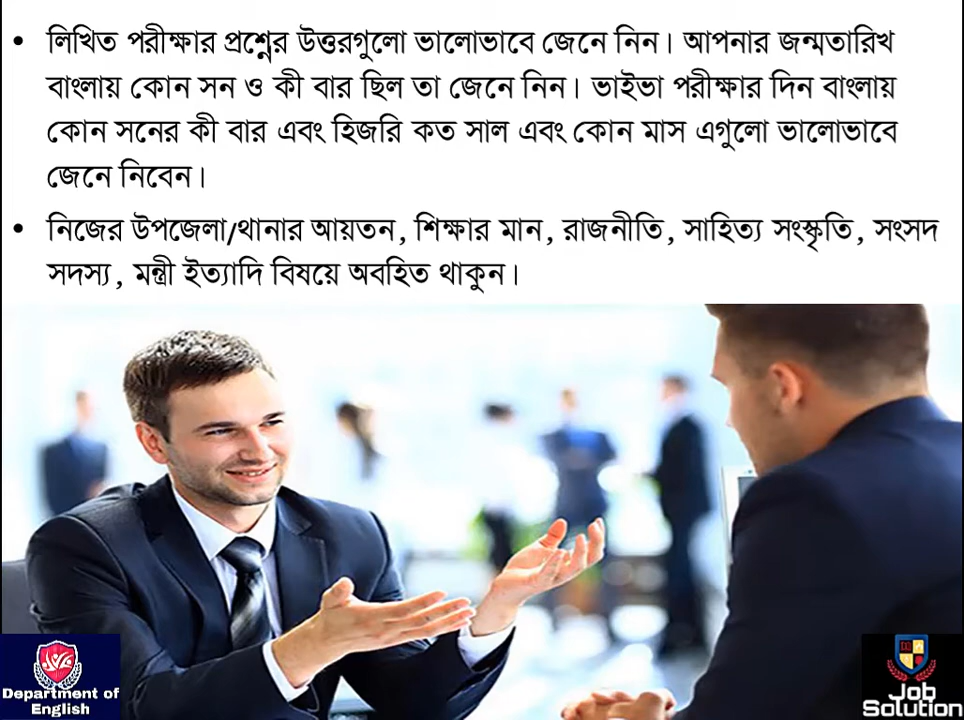 • লিখিত পরীক্ষার প্রশ্নের উত্তরগুলো ভালোভাবে জেনে নিন। আপনার জন্মতারিখ
বাংলায় কোন সন ও কী বার ছিল তা জেনে নিন। ভাইভা পরীক্ষার দিন বাংলায়
কোন সনের কী বার এবং হিজরি কত সাল এবং কোন মাস এগুলো ভালোভাবে
জেনে নিবেন।
• নিজের উপজেলা/থানার আয়তন, শিক্ষার মান, রাজনীতি, সাহিত্য সংস্কৃতি, সংসদ
সদস্য, মন্ত্রী ইত্যাদি বিষয়ে অবহিত থাকুন।
Department of
English
Job
Solution